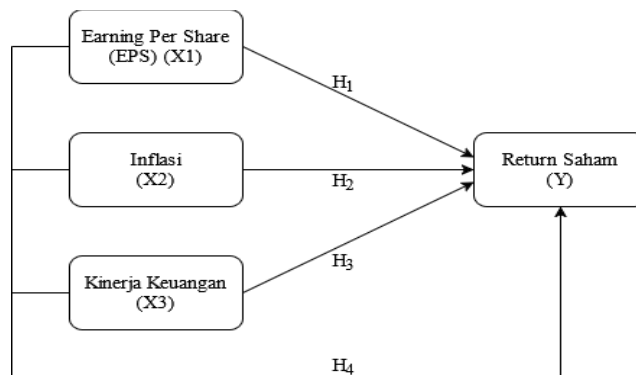 Earning Per Share
(EPS) (X1)
H₁
Inflasi
(X2)
H₂
Return Saham
(Y)
Kinerja Keuangan
(X3)
H₃
H₄